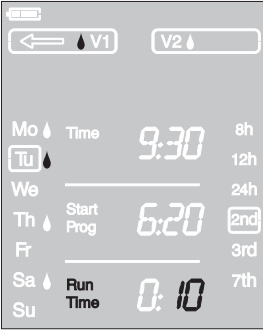 V1 V2
Mo Time 9:30 8h
Tu 12h
We 24h
Th Start Prog 6:20 2nd
Fr 3rd
Sa Run Time 0:10 7th
Su